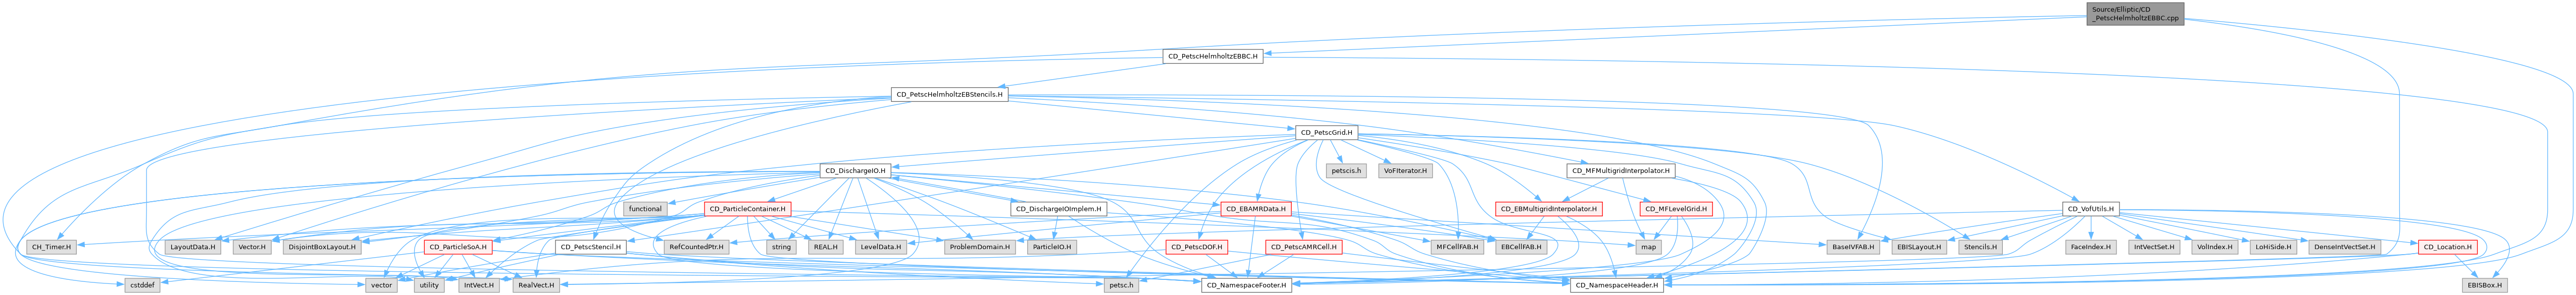 Source/Elliptic/CD
_PetscHelmholtzEBBC.cpp
CD_PetscHelmholtzEBBC.H
CD_PetscHelmholtzEBStencils.H
CD_PetscGrid.H
CD_DischargeIO.H
petscis.h
VoFIterator.H
CD_MFMultigridInterpolator.H
functional
CD_ParticleContainer.H
CD_DischargeIOImplem.H
CD_EBAMRData.H
CD_EBMultigridInterpolator.H
CD_MFLevelGrid.H
CD_VofUtils.H
CH_Timer.H
LayoutData.H
Vector.H
DisjointBoxLayout.H
CD_ParticleSoA.H
CD_PetscStencil.H
RefCountedPtr.H
string
REAL.H
LevelData.H
ProblemDomain.H
ParticleIO.H
CD_PetscDOF.H
CD_PetscAMRCell.H
MFCellFAB.H
EBCellFAB.H
map
BaseIVFAB.H
EBISLayout.H
Stencils.H
FaceIndex.H
IntVectSet.H
VolIndex.H
LoHiSide.H
DenseIntVectSet.H
CD_Location.H
cstddef
vector
utility
IntVect.H
RealVect.H
petsc.h
CD_NamespaceFooter.H
CD_NamespaceHeader.H
EBISBox.H